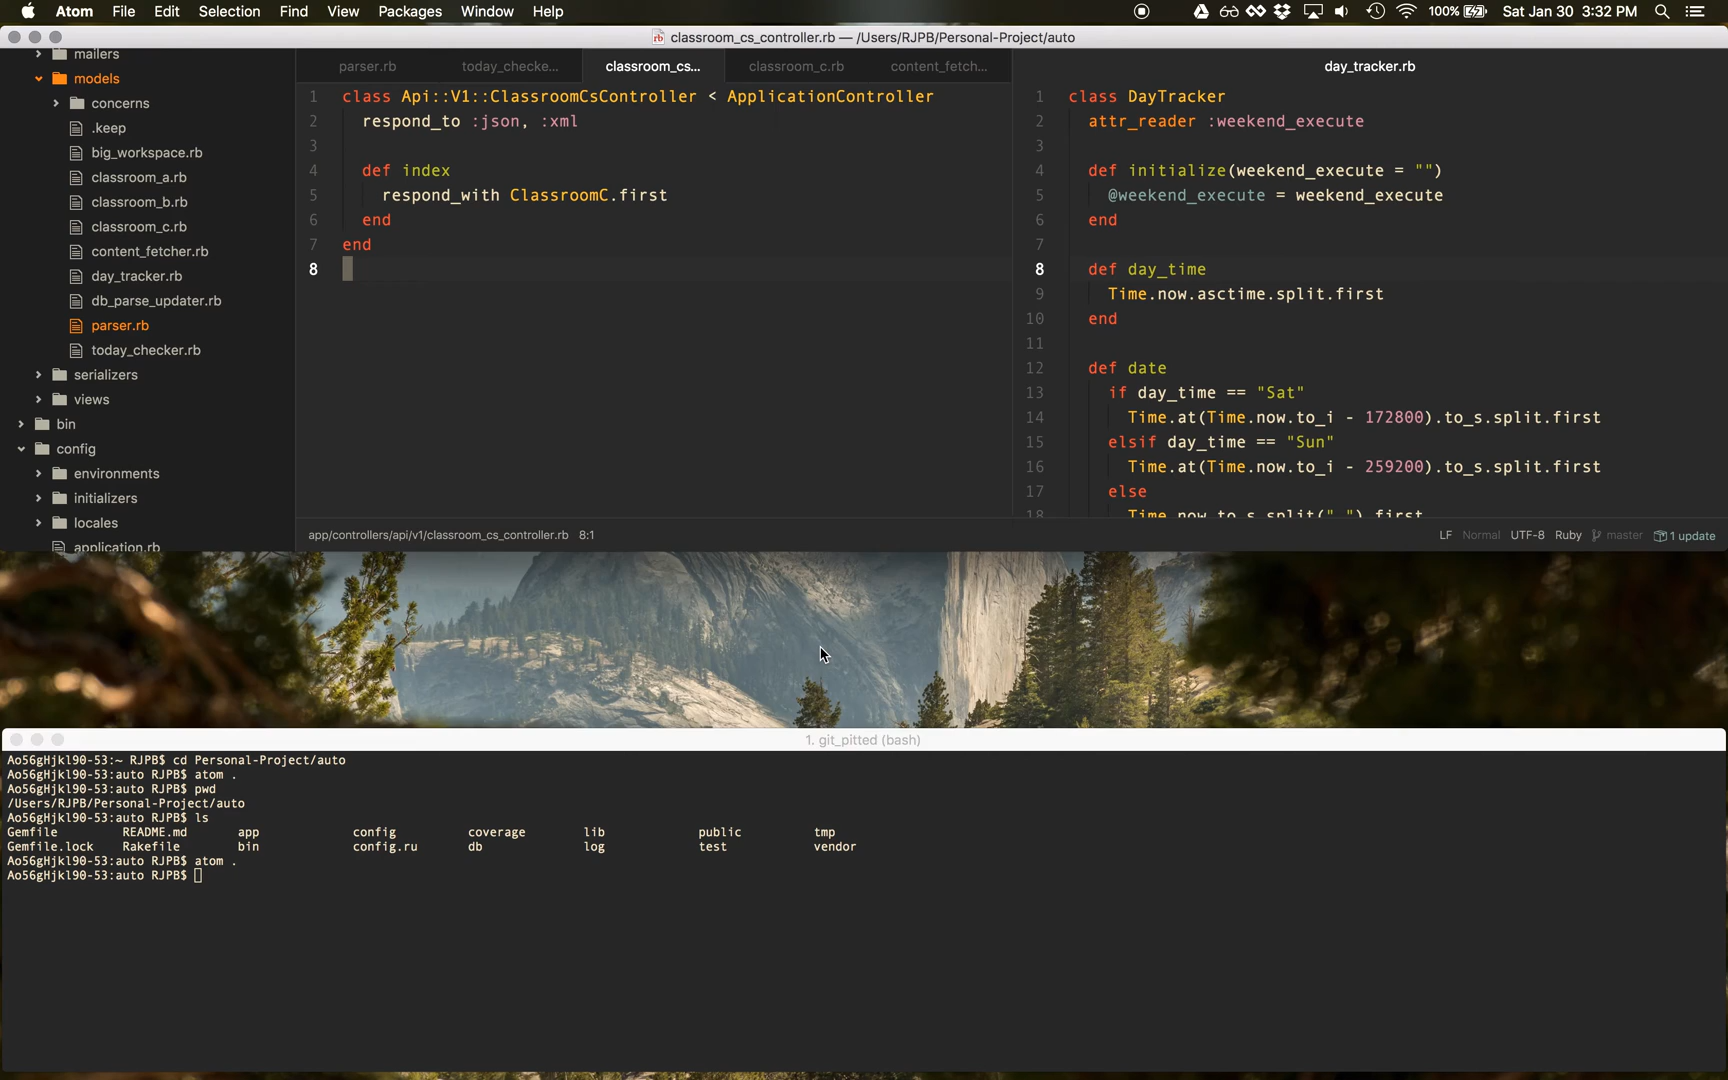 Atom File Edit Selection Find View Packages Window Help 100% Sat Jan 30 3:32 PM
classroom_cs_controller.rb — /Users/RJPB/Personal-Project/auto
mailers
models
concerns
.keep
big_workspace.rb
classroom_a.rb
classroom_b.rb
classroom_c.rb
content_fetcher.rb
day_tracker.rb
db_parse_updater.rb
parser.rb
today_checker.rb
serializers
views
bin
config
environments
initializers
locales
application.rb
parser.rb today_checke... classroom_cs... classroom_c.rb content_fetch...
1 class Api::V1::ClassroomCsController < ApplicationController
2 respond_to :json, :xml
3
4 def index
5 respond_with ClassroomC.first
6 end
7 end
8
day_tracker.rb
1 class DayTracker
2 attr_reader :weekend_execute
3
4 def initialize(weekend_execute = "")
5 @weekend_execute = weekend_execute
6 end
7
8 def day_time
9 Time.now.asctime.split.first
10 end
11
12 def date
13 if day_time == "Sat"
14 Time.at(Time.now.to_i - 172800).to_s.split.first
15 elsif day_time == "Sun"
16 Time.at(Time.now.to_i - 259200).to_s.split.first
17 else
18 Time.now.to_s.split(" ").first
app/controllers/api/v1/classroom_cs_controller.rb 8:1 LF Normal UTF-8 Ruby master 1 update
1. git_pitted (bash)
Ao56gHjkl90-53:~ RJPB$ cd Personal-Project/auto
Ao56gHjkl90-53:auto RJPB$ atom .
Ao56gHjkl90-53:auto RJPB$ pwd
/Users/RJPB/Personal-Project/auto
Ao56gHjkl90-53:auto RJPB$ ls
Gemfile README.md app config coverage lib public tmp
Gemfile.lock Rakefile bin config.ru db log test vendor
Ao56gHjkl90-53:auto RJPB$ atom .
Ao56gHjkl90-53:auto RJPB$